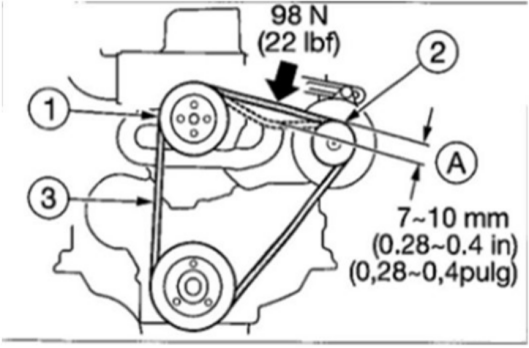 98 N
(22 lbf)
2
1
A
3
7~10 mm
(0.28~0.4 in)
(0,28~0,4pulg)